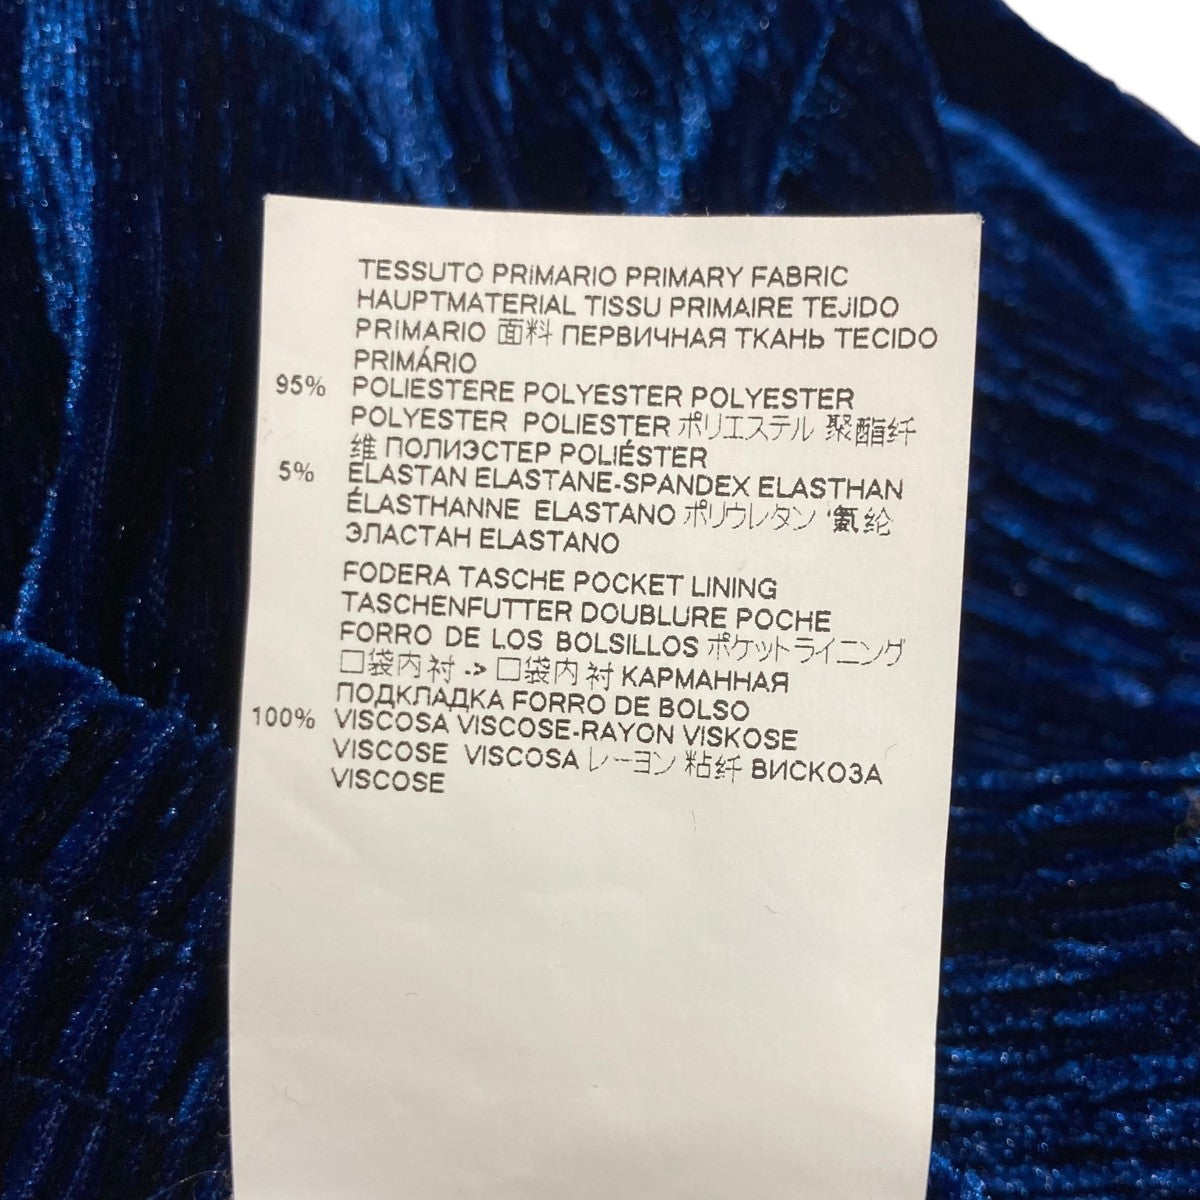 TESSUTO PRiMARIO PRIMARY FABRIC
HAUPTMATERIAL TISSU PRIMAIRE TEJIDO
PRIMARIO 面料 ПЕРВИЧНАЯ ТКАНЬ TECIDO
PRIMÁRIO
95% POLIESTERE POLYESTER POLYESTER
POLYESTER POLIESTER ポリエステル 聚酯纤
维 ПОЛИЭСТЕР POLIÉSTER
5% ELASTAN ELASTANE-SPANDEX ELASTHAN
ÉLASTHANNE ELASTANO ポリウレタン '氨纶
ЭЛАСТАН ELASTANO
FODERA TASCHE POCKET LINING
TASCHENFUTTER DOUBLURE POCHE
FORRO DE LOS BOLSILLOS ポケットライニング
口袋内衬 -> 口袋内衬 КАРМАННАЯ
ПОДКЛАДКА FORRO DE BOLSO
100% VISCOSA VISCOSE-RAYON VISKOSE
VISCOSE VISCOSA レーヨン 粘纤 ВИСКОЗА
VISCOSE